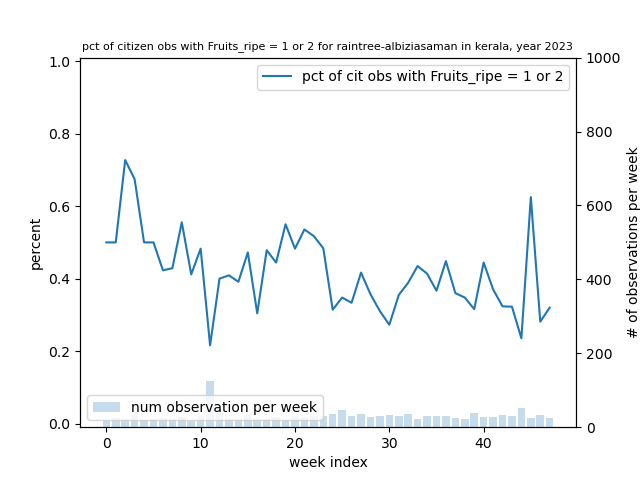 pct of citizen obs with Fruits_ripe = 1 or 2 for raintree-albiziasaman in kerala, year 2023
pct of cit obs with Fruits_ripe = 1 or 2
num observation per week
percent
1.0
0.8
0.6
0.4
0.2
0.0
# of observations per week
1000
800
600
400
200
0
0 10 20 30 40
week index